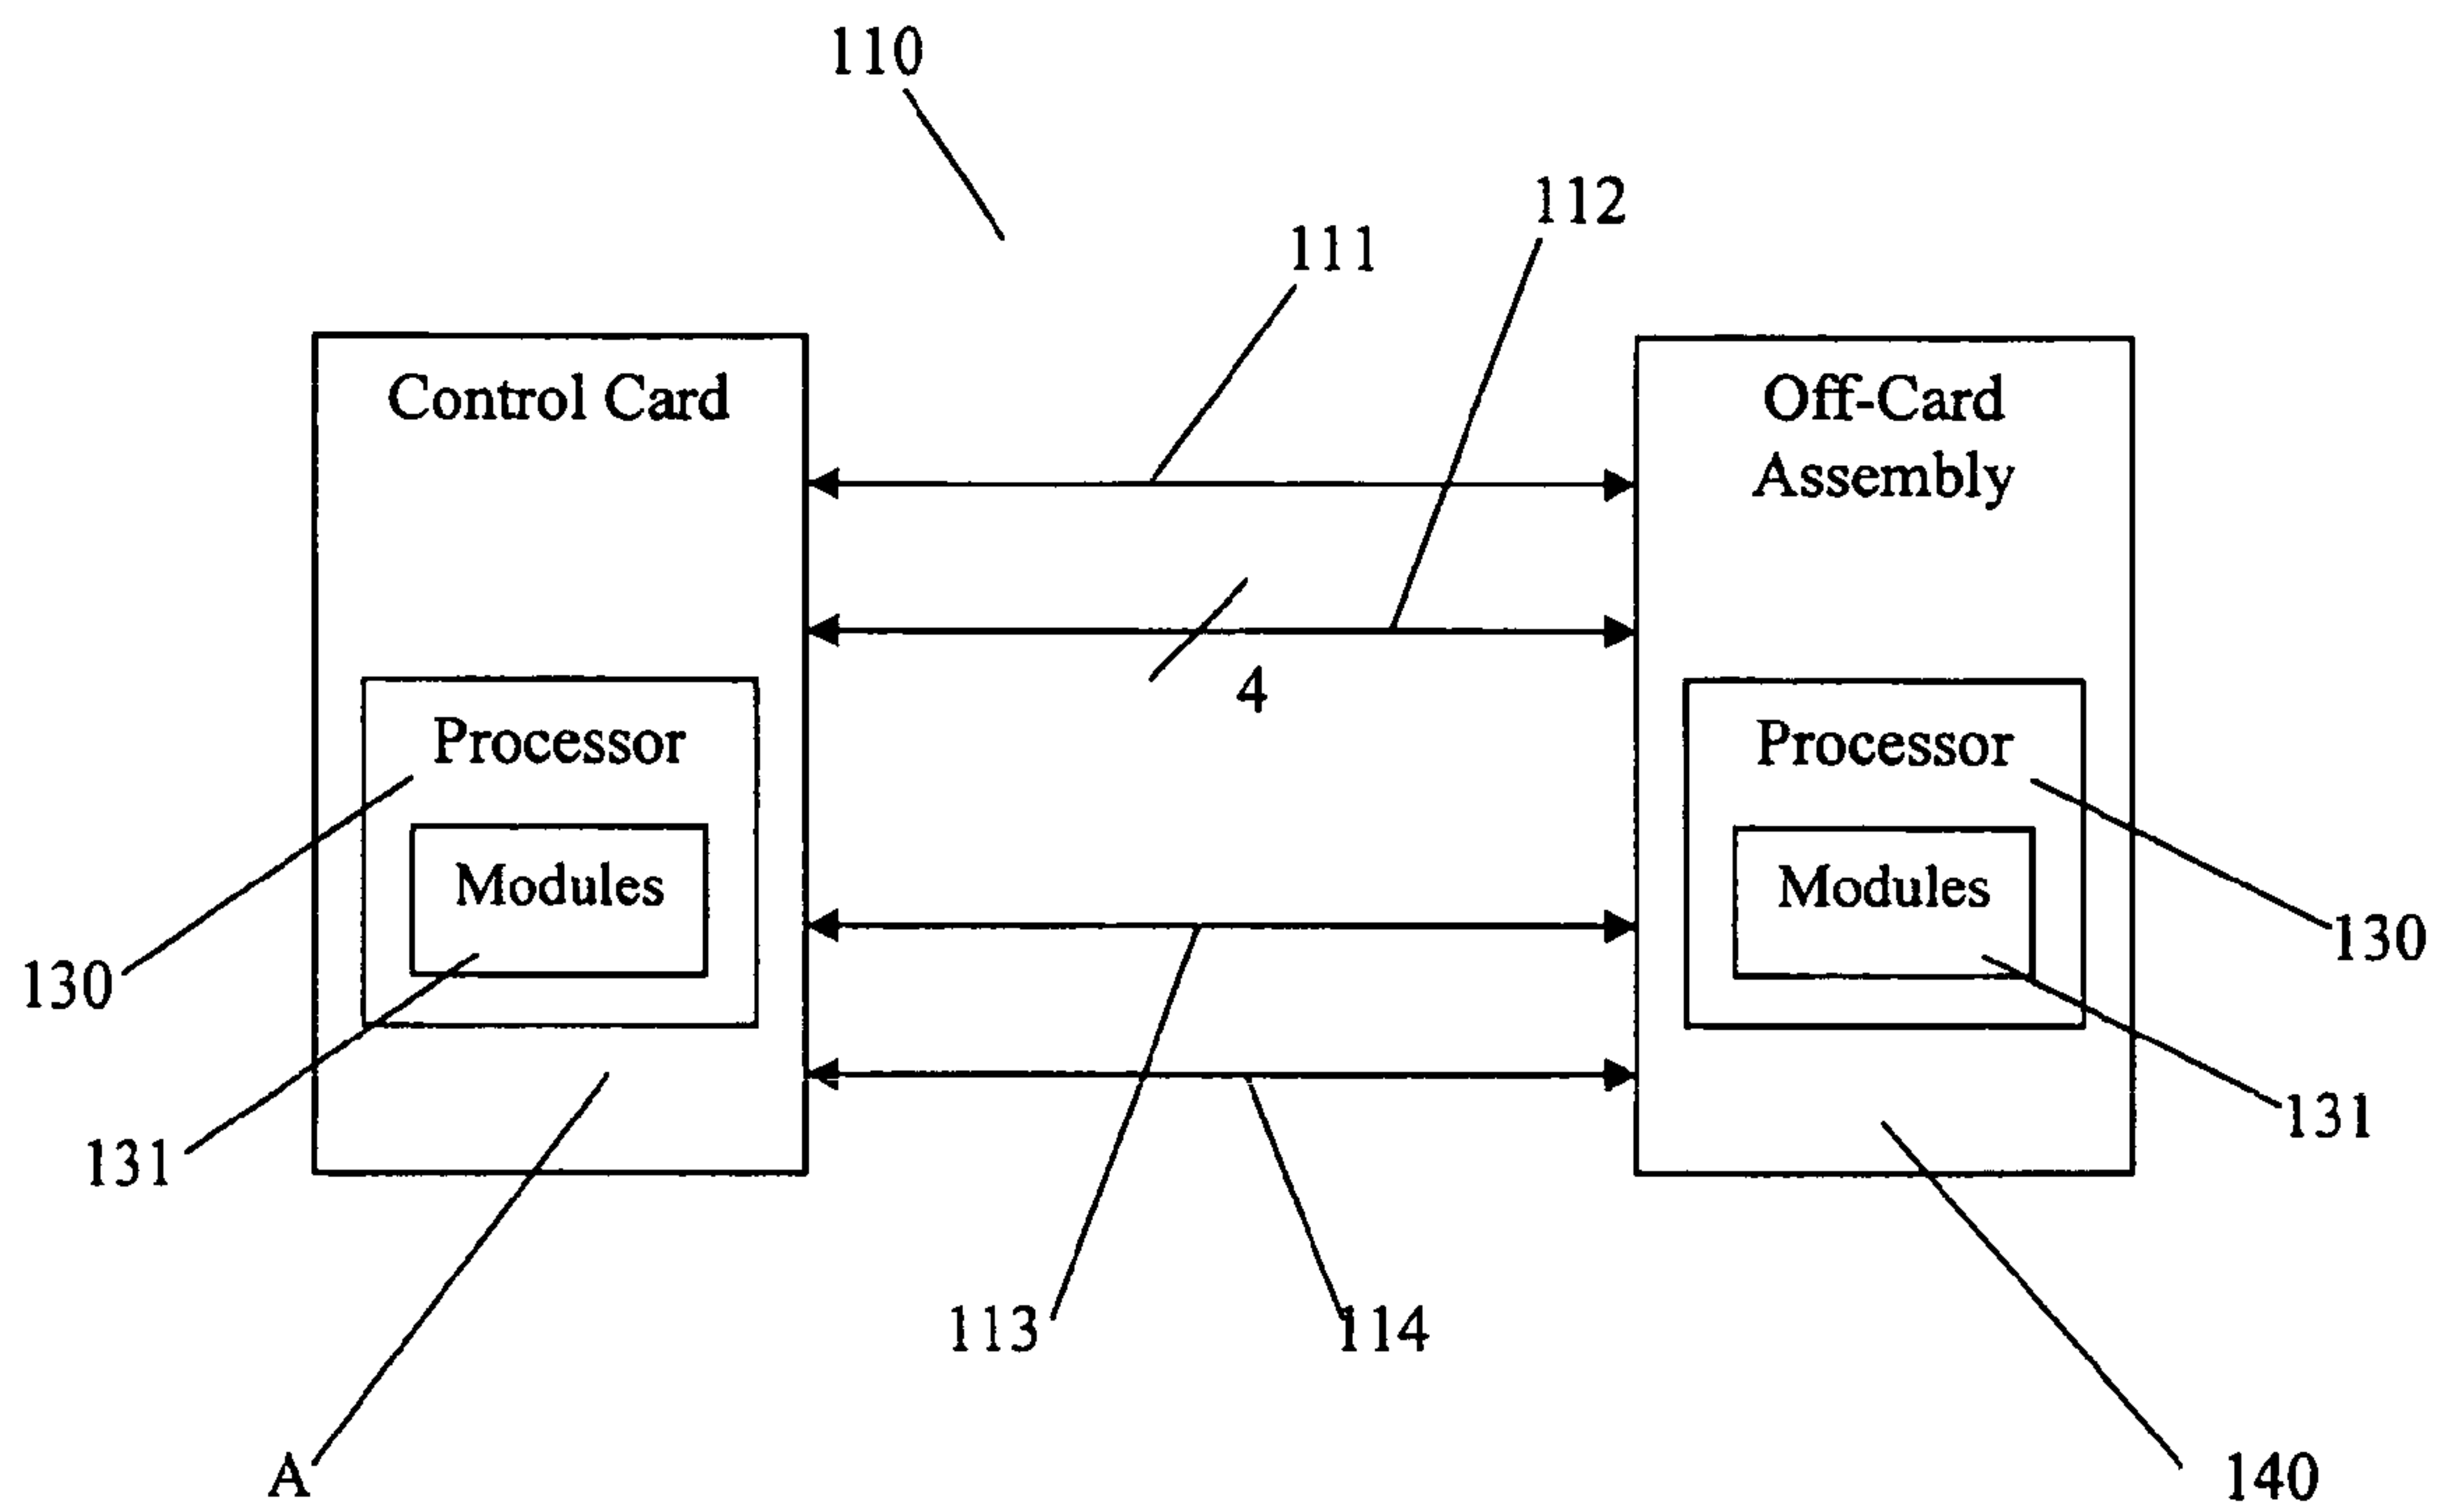 110
112
111
Control Card
Off-Card
Assembly
4
Processor
Processor
Modules
Modules
130
130
131
131
113
114
A
140